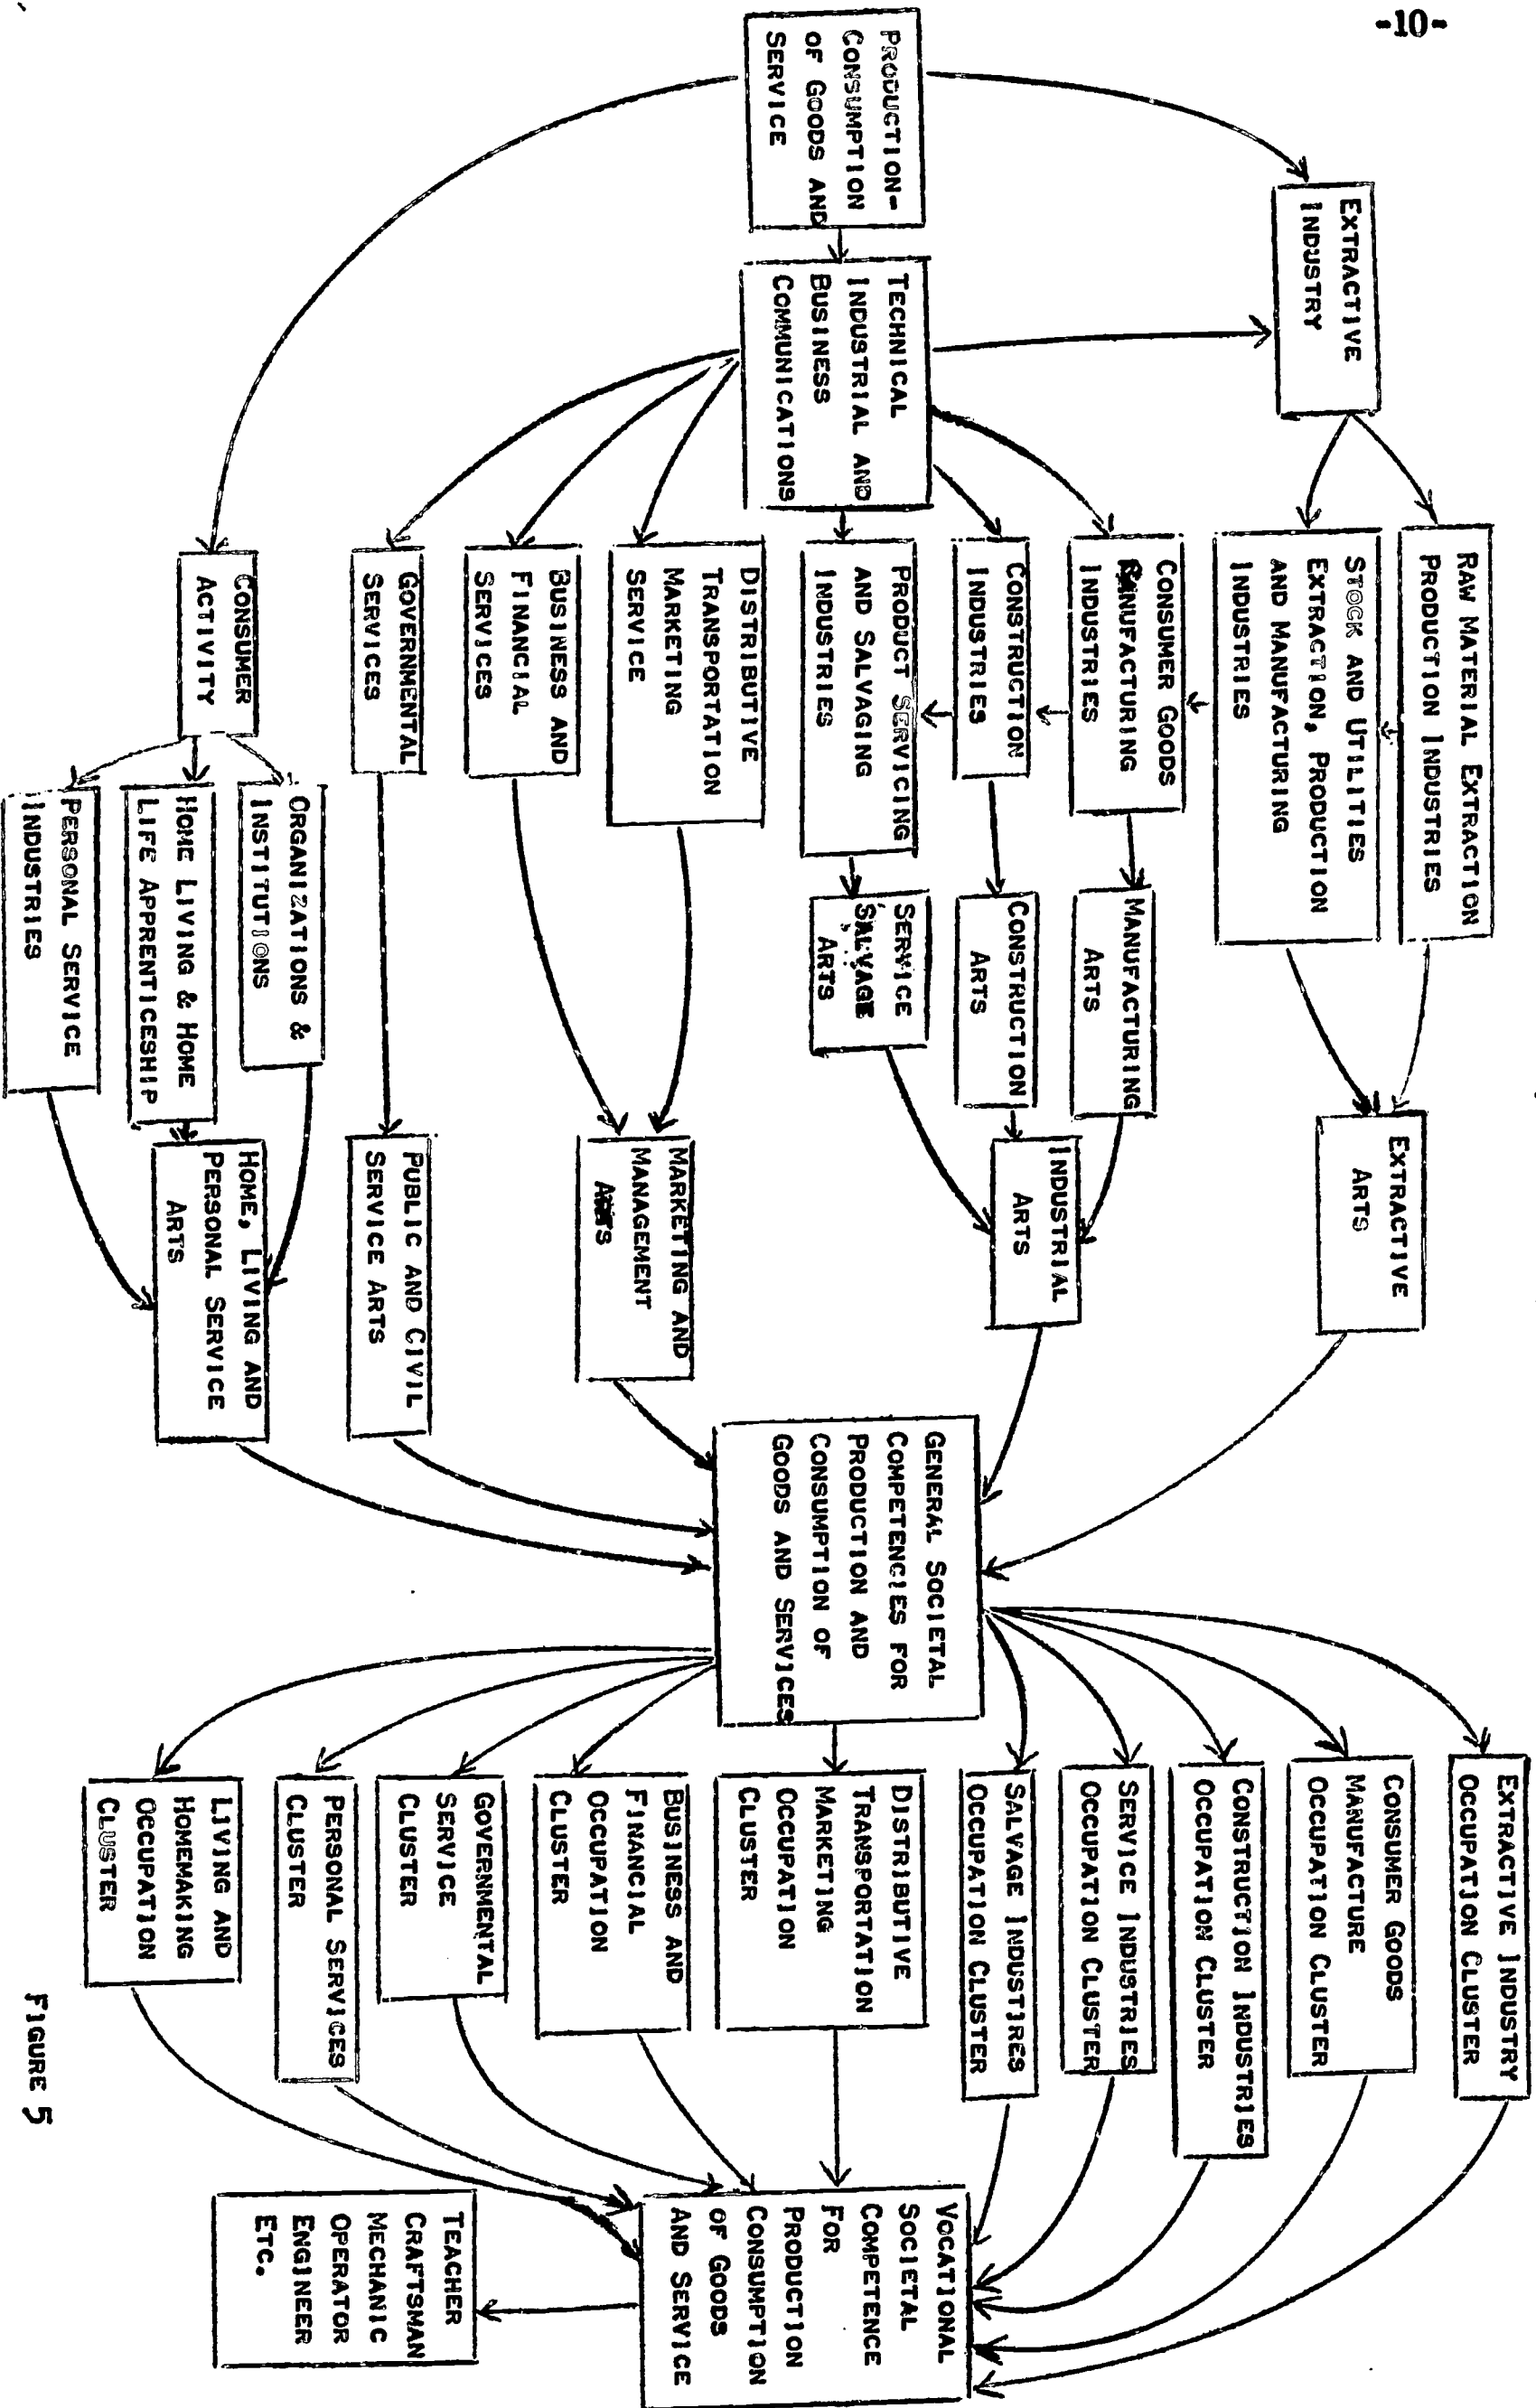 -10-
PRODUCTION-
CONSUMPTION
OF GOODS AND
SERVICE
TECHNICAL
INDUSTRIAL AND
BUSINESS
COMMUNICATIONS
EXTRACTIVE
INDUSTRY
RAW MATERIAL EXTRACTION
PRODUCTION INDUSTRIES
STOCK AND UTILITIES
EXTRACTION, PRODUCTION
AND MANUFACTURING
INDUSTRIES
CONSUMER GOODS
MANUFACTURING
INDUSTRIES
CONSTRUCTION
INDUSTRIES
PRODUCT SERVICING
AND SALVAGING
INDUSTRIES
DISTRIBUTIVE
TRANSPORTATION
MARKETING
SERVICE
BUSINESS AND
FINANCIAL
SERVICES
GOVERNMENTAL
SERVICES
CONSUMER
ACTIVITY
ORGANIZATIONS &
INSTITUTIONS
HOME LIVING & HOME
LIFE APPRENTICESHIP
PERSONAL SERVICE
INDUSTRIES
MANUFACTURING
ARTS
CONSTRUCTION
ARTS
SERVICE
SALVAGE
ARTS
EXTRACTIVE
ARTS
INDUSTRIAL
ARTS
MARKETING AND
MANAGEMENT
ARTS
PUBLIC AND CIVIL
SERVICE ARTS
HOME, LIVING AND
PERSONAL SERVICE
ARTS
GENERAL SOCIETAL
COMPETENCIES FOR
PRODUCTION AND
CONSUMPTION OF
GOODS AND SERVICES
EXTRACTIVE INDUSTRY
OCCUPATION CLUSTER
CONSUMER GOODS
MANUFACTURE
OCCUPATION CLUSTER
CONSTRUCTION INDUSTRIES
OCCUPATION CLUSTER
SERVICE INDUSTRIES
OCCUPATION CLUSTER
SALVAGE INDUSTIRES
OCCUPATION CLUSTER
DISTRIBUTIVE
TRANSPORTATION
MARKETING
OCCUPATION
CLUSTER
BUSINESS AND
FINANCIAL
OCCUPATION
CLUSTER
GOVERNMENTAL
SERVICE
CLUSTER
PERSONAL SERVICES
CLUSTER
LIVING AND
HOMEMAKING
OCCUPATION
CLUSTER
VOCATIONAL
SOCIETAL
COMPETENCE
FOR
PRODUCTION
CONSUMPTION
OF GOODS
AND SERVICE
TEACHER
CRAFTSMAN
MECHANIC
OPERATOR
ENGINEER
ETC.
FIGURE 5